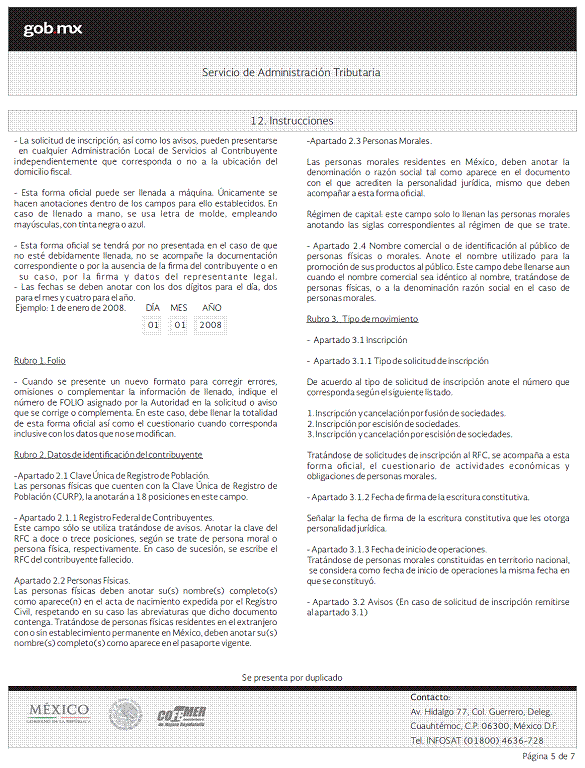 gob.mx
Servicio de Administración Tributaria
12. Instrucciones
- La solicitud de inscripción, así como los avisos, pueden presentarse
en cualquier Administración Local de Servicios al Contribuyente
independientemente que corresponda o no a la ubicación del
domicilio fiscal.
- Esta forma oficial puede ser llenada a máquina. Únicamente se
hacen anotaciones dentro de los campos para ello establecidos. En
caso de llenado a mano, se usa letra de molde, empleando
mayúsculas, con tinta negra o azul.
- Esta forma oficial se tendrá por no presentada en el caso de que
no esté debidamente llenada, no se acompañe la documentación
correspondiente o por la ausencia de la firma del contribuyente o en
su caso, por la firma y datos del representante legal.
- Las fechas se deben anotar con los dos dígitos para el día, dos
para el mes y cuatro para el año.
Ejemplo: 1 de enero de 2008. DÍA MES AÑO
01 01 2008
Rubro 1. Folio
- Cuando se presente un nuevo formato para corregir errores,
omisiones o complementar la información de llenado, indique el
número de FOLIO asignado por la Autoridad en la solicitud o aviso
que se corrige o complementa. En este caso, debe llenar la totalidad
de esta forma oficial así como el cuestionario cuando corresponda
inclusive con los datos que no se modifican.
Rubro 2. Datos de identificación del contribuyente
-Apartado 2.1 Clave Única de Registro de Población.
Las personas físicas que cuenten con la Clave Única de Registro de
Población (CURP), la anotarán a 18 posiciones en este campo.
- Apartado 2.1.1 Registro Federal de Contribuyentes.
Este campo sólo se utiliza tratándose de avisos. Anotar la clave del
RFC a doce o trece posiciones, según se trate de persona moral o
persona física, respectivamente. En caso de sucesión, se escribe el
RFC del contribuyente fallecido.
Apartado 2.2 Personas Físicas.
Las personas físicas deben anotar su(s) nombre(s) completo(s)
como aparece(n) en el acta de nacimiento expedida por el Registro
Civil, respetando en su caso las abreviaturas que dicho documento
contenga. Tratándose de personas físicas residentes en el extranjero
con o sin establecimiento permanente en México, deben anotar su(s)
nombre(s) completo(s) como aparece en el pasaporte vigente.
-Apartado 2.3 Personas Morales.
Las personas morales residentes en México, deben anotar la
denominación o razón social tal como aparece en el documento
con el que acrediten la personalidad jurídica, mismo que deben
acompañar a esta forma oficial.
Régimen de capital: este campo solo lo llenan las personas morales
anotando las siglas correspondientes al régimen de que se trate.
- Apartado 2.4 Nombre comercial o de identificación al público de
personas físicas o morales. Anote el nombre utilizado para la
promoción de sus productos al público. Este campo debe llenarse aun
cuando el nombre comercial sea idéntico al nombre, tratándose de
personas físicas, o a la denominación razón social en el caso de
personas morales.
Rubro 3. Tipo de movimiento
- Apartado 3.1 Inscripción
- Apartado 3.1.1 Tipo de solicitud de inscripción
De acuerdo al tipo de solicitud de inscripción anote el número que
corresponda según el siguiente listado.
1. Inscripción y cancelación por fusión de sociedades.
2. Inscripción por escisión de sociedades.
3. Inscripción y cancelación por escisión de sociedades.
Tratándose de solicitudes de inscripción al RFC, se acompaña a esta
forma oficial, el cuestionario de actividades económicas y
obligaciones de personas morales.
- Apartado 3.1.2 Fecha de firma de la escritura constitutiva.
Señalar la fecha de firma de la escritura constitutiva que les otorga
personalidad jurídica.
- Apartado 3.1.3 Fecha de inicio de operaciones.
Tratándose de personas morales constituidas en territorio nacional,
se considera como fecha de inicio de operaciones la misma fecha en
que se constituyó.
- Apartado 3.2 Avisos (En caso de solicitud de inscripción remitirse
al apartado 3.1)
Se presenta por duplicado
MÉXICO
GOBIERNO DE LA REPÚBLICA
COFEMER
Contacto:
Av. Hidalgo 77, Col. Guerrero, Deleg.
Cuauhtémoc, C.P. 06300, México D.F.
Tel. INFOSAT (01800) 4636-728
Página 5 de 7